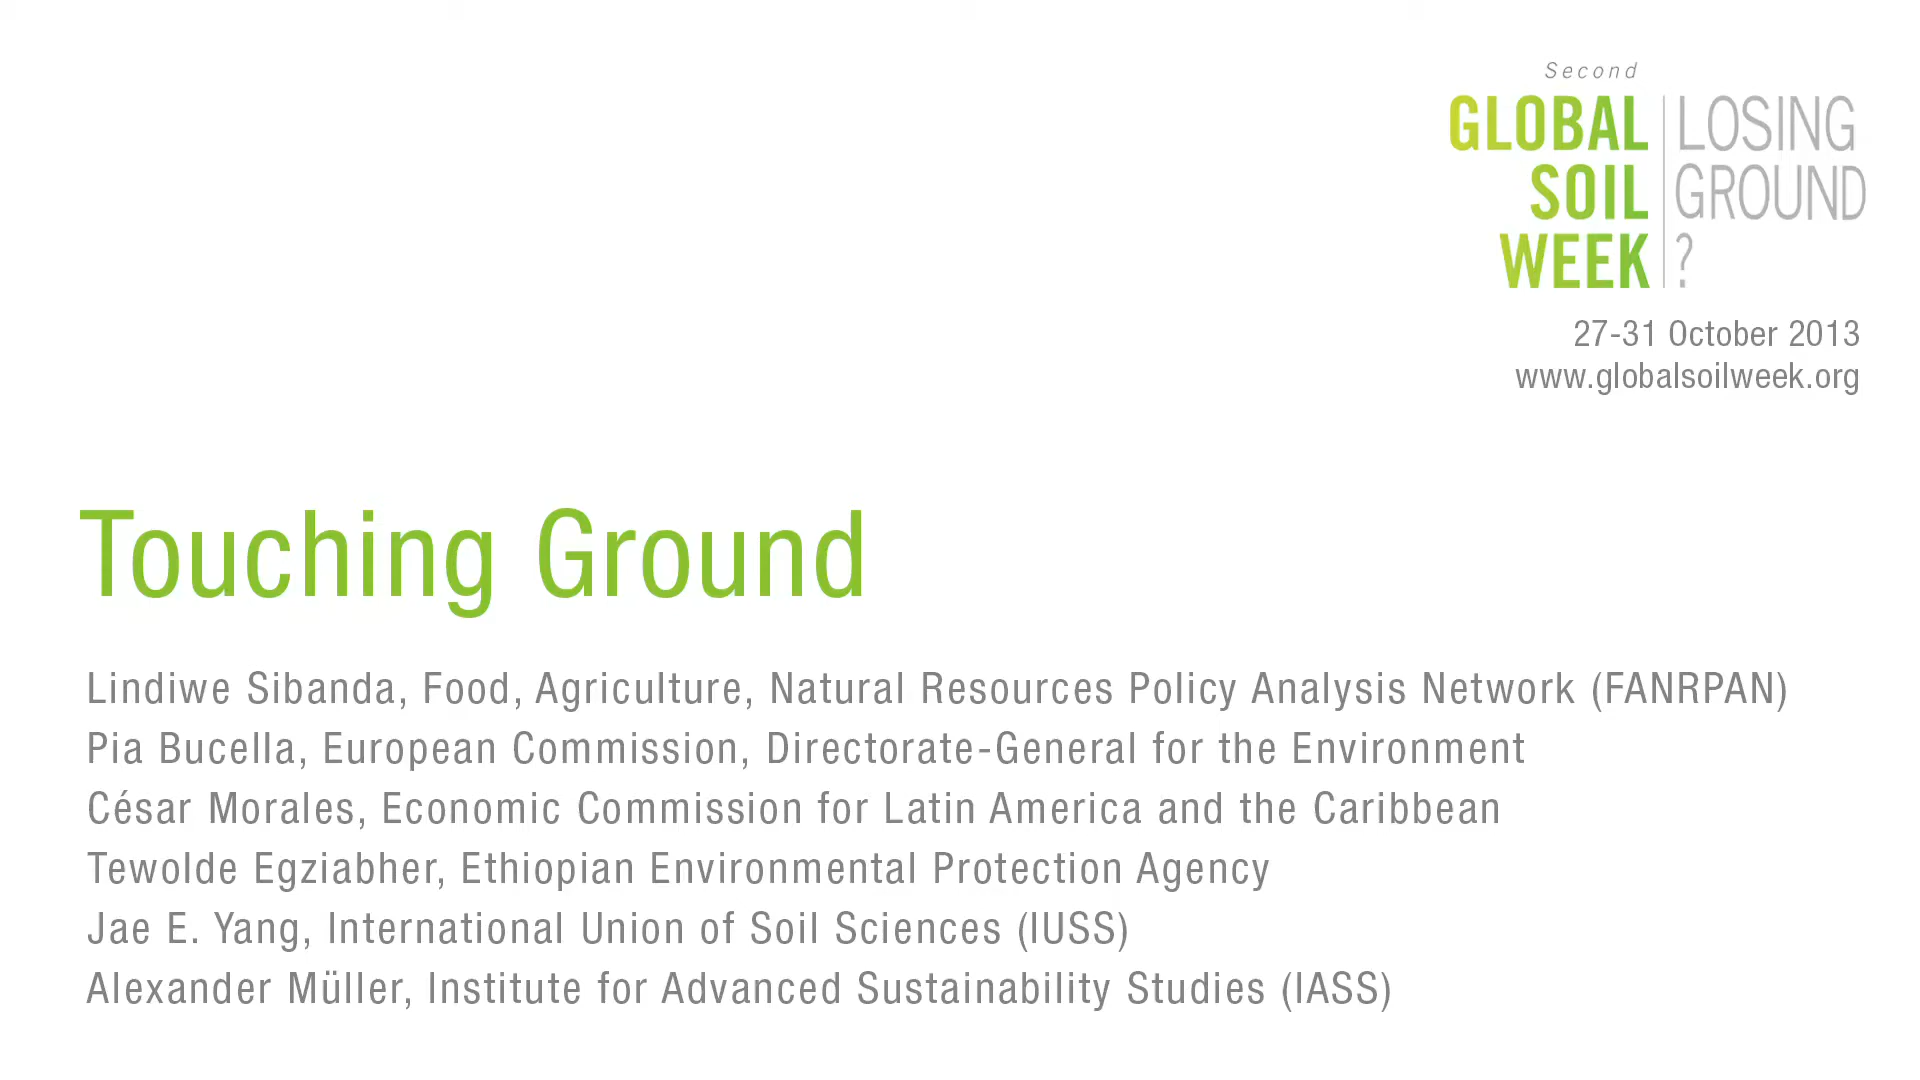 Second
GLOBAL
SOIL
WEEK
LOSING
GROUND
?
27-31 October 2013
www.globalsoilweek.org
Touching Ground
Lindiwe Sibanda, Food, Agriculture, Natural Resources Policy Analysis Network (FANRPAN)
Pia Bucella, European Commission, Directorate-General for the Environment
César Morales, Economic Commission for Latin America and the Caribbean
Tewolde Egziabher, Ethiopian Environmental Protection Agency
Jae E. Yang, International Union of Soil Sciences (IUSS)
Alexander Müller, Institute for Advanced Sustainability Studies (IASS)